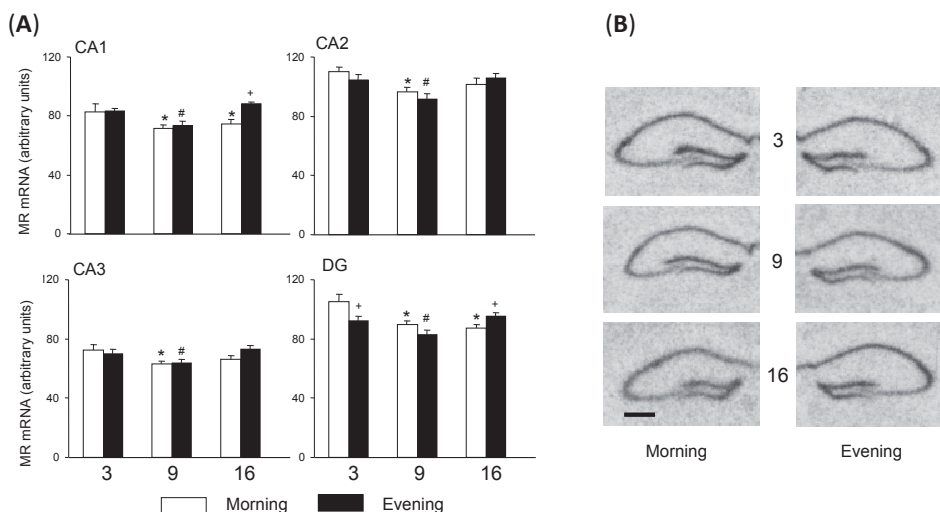 (A)
(B)
CA1
CA2
MR mRNA (arbitrary units)
120
80
40
0
* # * +
120
80
40
0
* #
CA3
DG
MR mRNA (arbitrary units)
120
80
40
0
* #
120
80
40
0
+ * # * +
3 9 16
3 9 16
Morning Evening
3
9
16
Morning Evening